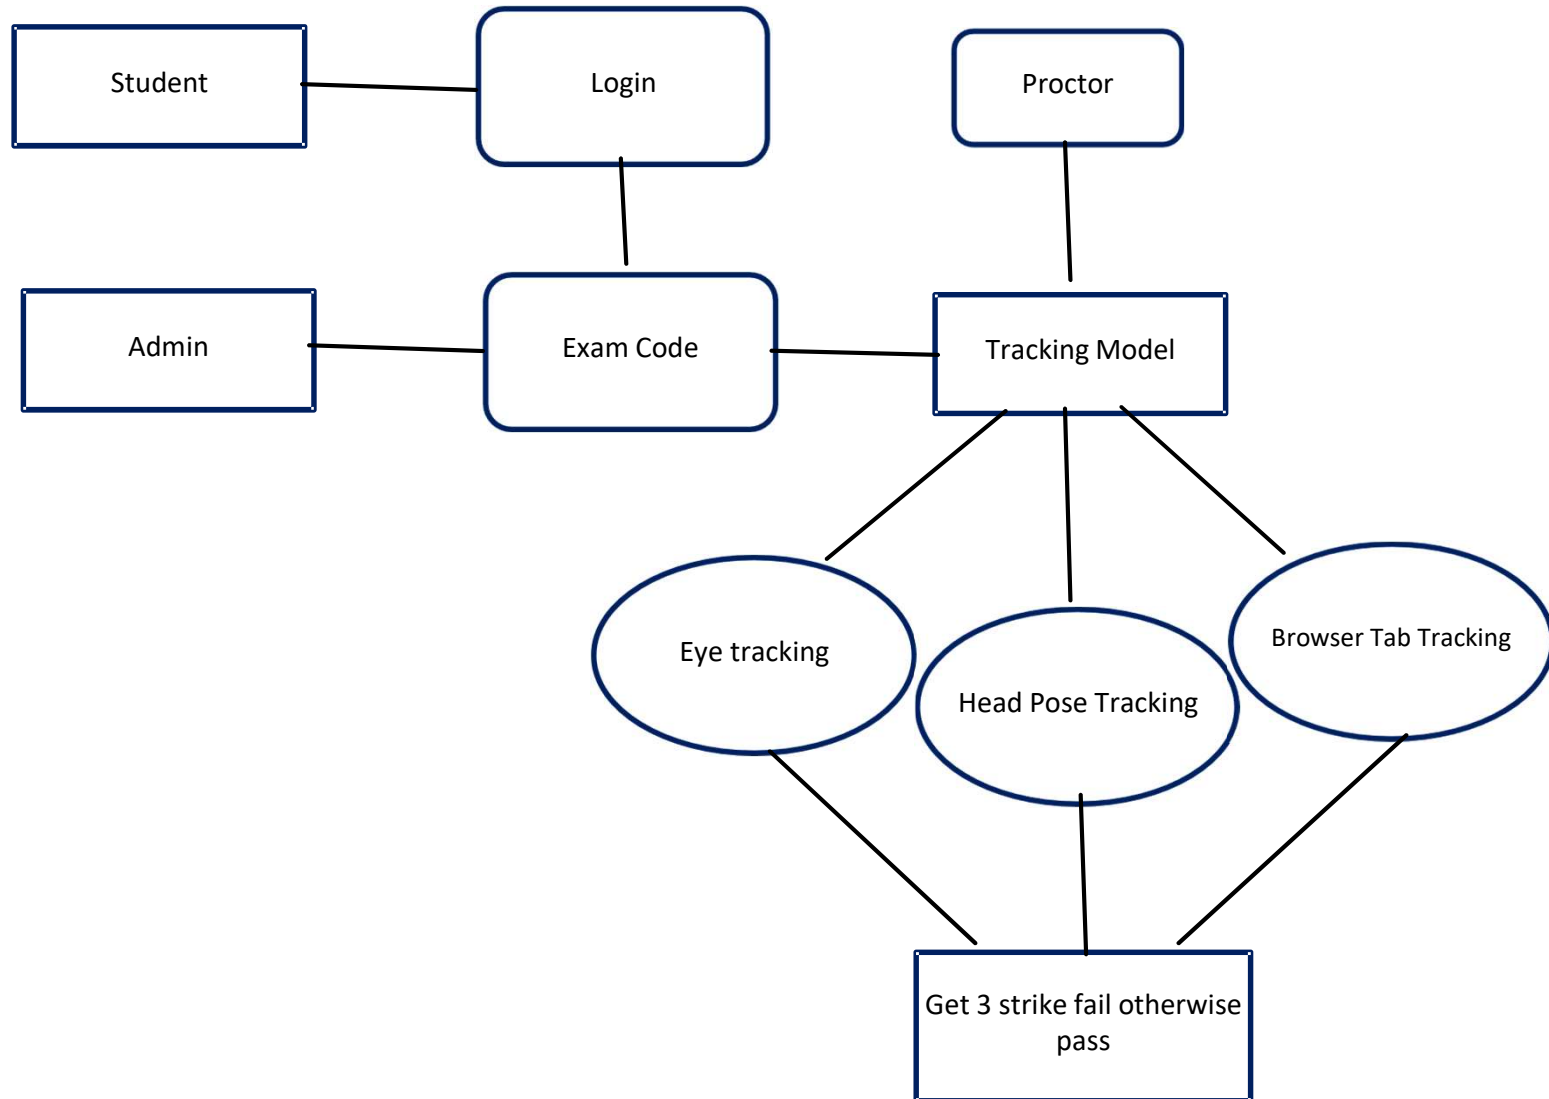 Student
Login
Proctor
Admin
Exam Code
Tracking Model
Eye tracking
Head Pose Tracking
Browser Tab Tracking
Get 3 strike fail otherwise
pass